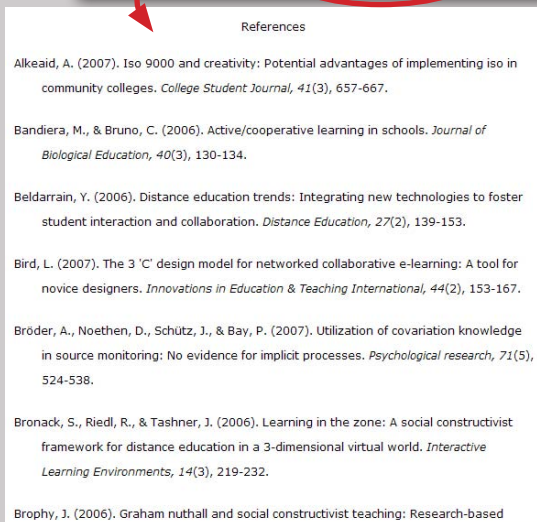 References
Alkeaid, A. (2007). Iso 9000 and creativity: Potential advantages of implementing iso in
community colleges. College Student Journal, 41(3), 657-667.
Bandiera, M., & Bruno, C. (2006). Active/cooperative learning in schools. Journal of
Biological Education, 40(3), 130-134.
Beldarrain, Y. (2006). Distance education trends: Integrating new technologies to foster
student interaction and collaboration. Distance Education, 27(2), 139-153.
Bird, L. (2007). The 3 'C' design model for networked collaborative e-learning: A tool for
novice designers. Innovations in Education & Teaching International, 44(2), 153-167.
Bröder, A., Noethen, D., Schütz, J., & Bay, P. (2007). Utilization of covariation knowledge
in source monitoring: No evidence for implicit processes. Psychological research, 71(5),
524-538.
Bronack, S., Riedl, R., & Tashner, J. (2006). Learning in the zone: A social constructivist
framework for distance education in a 3-dimensional virtual world. Interactive
Learning Environments, 14(3), 219-232.
Brophy, J. (2006). Graham nuthall and social constructivist teaching: Research-based